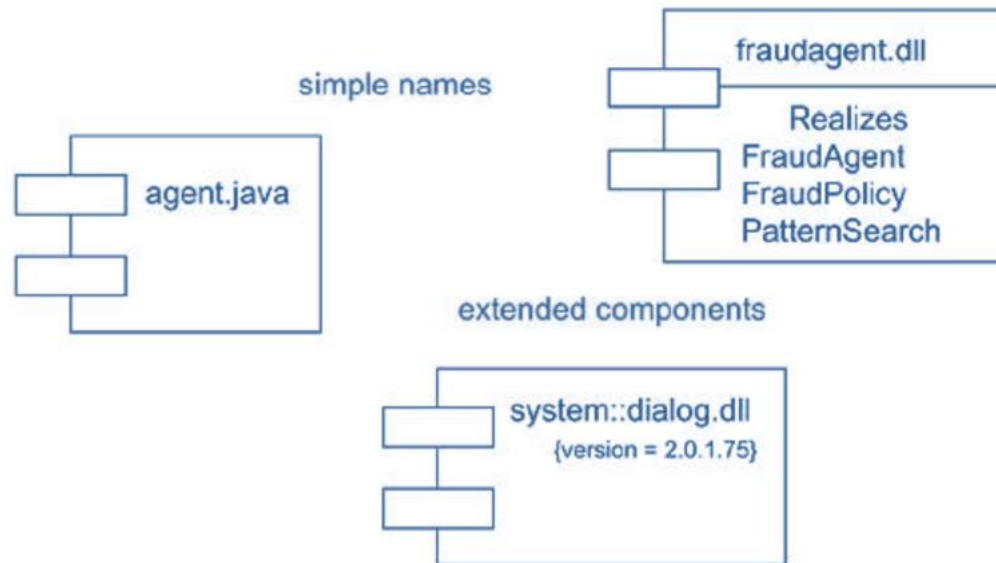 fraudagent.dll
simple names
Realizes
FraudAgent
FraudPolicy
PatternSearch
agent.java
extended components
system::dialog.dll
{version = 2.0.1.75}